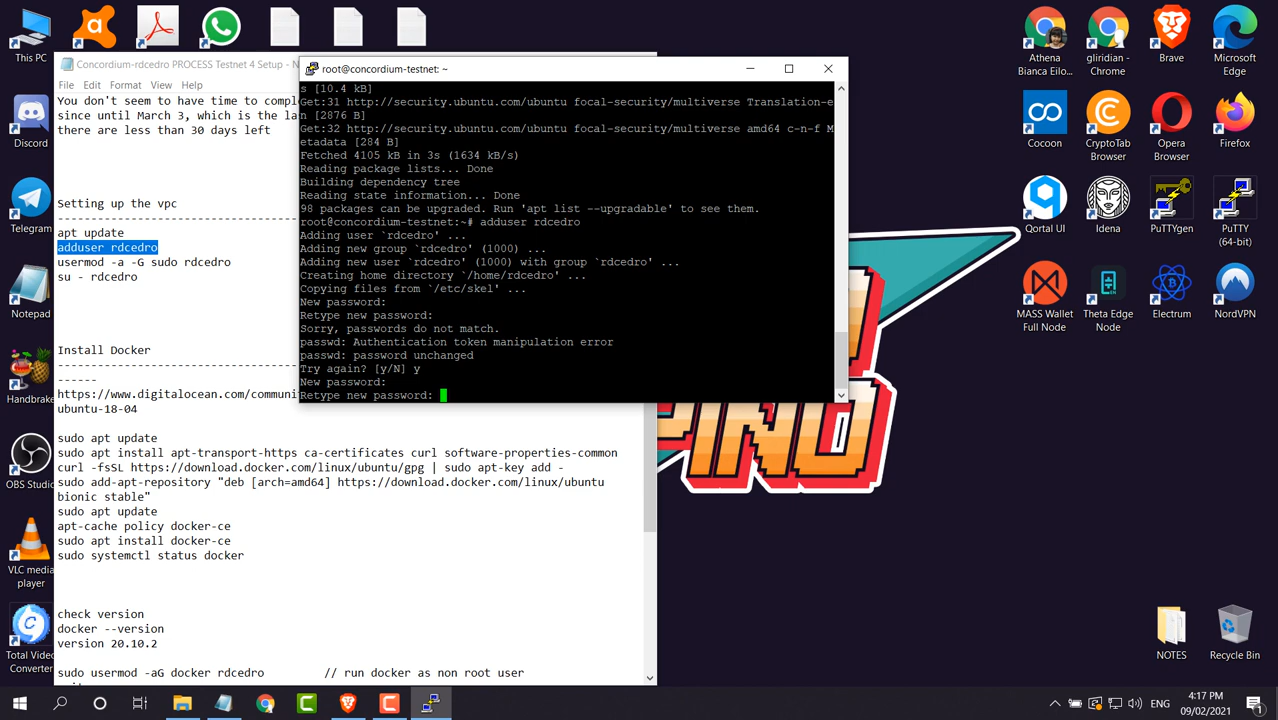 This PC
Discord
Telegram
Notepad
Handbrake
OBS Studio
VLC media
player
Total Video
Converter
Concordium-rdcedro PROCESS Testnet 4 Setup - N
File Edit Format View Help
You don't seem to have time to compl
since until March 3, which is the la
there are less than 30 days left
Setting up the vpc
apt update
adduser rdcedro
usermod -a -G sudo rdcedro
su - rdcedro
Install Docker
------
https://www.digitalocean.com/communi
ubuntu-18-04
sudo apt update
sudo apt install apt-transport-https ca-certificates curl software-properties-common
curl -fsSL https://download.docker.com/linux/ubuntu/gpg | sudo apt-key add -
sudo add-apt-repository "deb [arch=amd64] https://download.docker.com/linux/ubuntu
bionic stable"
sudo apt update
apt-cache policy docker-ce
sudo apt install docker-ce
sudo systemctl status docker
check version
docker --version
version 20.10.2
sudo usermod -aG docker rdcedro // run docker as non root user
root@concordium-testnet: ~
s [10.4 kB]
Get:31 http://security.ubuntu.com/ubuntu focal-security/multiverse Translation-e
n [2876 B]
Get:32 http://security.ubuntu.com/ubuntu focal-security/multiverse amd64 c-n-f M
etadata [284 B]
Fetched 4105 kB in 3s (1634 kB/s)
Reading package lists... Done
Building dependency tree
Reading state information... Done
98 packages can be upgraded. Run 'apt list --upgradable' to see them.
root@concordium-testnet:~# adduser rdcedro
Adding user `rdcedro' ...
Adding new group `rdcedro' (1000) ...
Adding new user `rdcedro' (1000) with group `rdcedro' ...
Creating home directory `/home/rdcedro' ...
Copying files from `/etc/skel' ...
New password:
Retype new password:
Sorry, passwords do not match.
passwd: Authentication token manipulation error
passwd: password unchanged
Try again? [y/N] y
New password:
Retype new password:
Athena
Bianca Eilo...
gliridian -
Chrome
Brave
Microsoft
Edge
Cocoon
CryptoTab
Browser
Opera
Browser
Firefox
Qortal UI
Idena
PuTTYgen
PuTTY
(64-bit)
MASS Wallet
Full Node
Theta Edge
Node
Electrum
NordVPN
NOTES
Recycle Bin
ENG
4:17 PM
09/02/2021